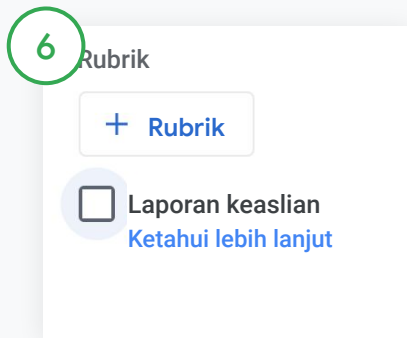 6
Rubrik
+ Rubrik
Laporan keaslian
Ketahui lebih lanjut